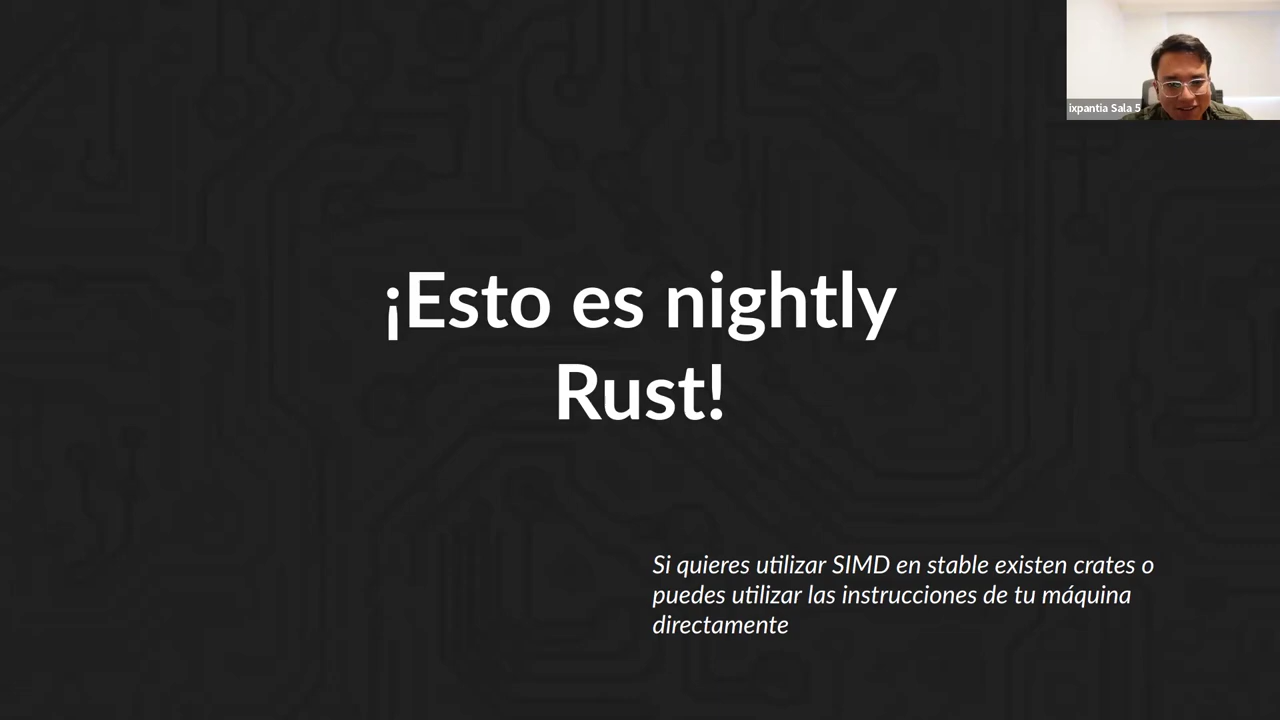 ixpantia Sala 5
¡Esto es nightly
Rust!
Si quieres utilizar SIMD en stable existen crates o
puedes utilizar las instrucciones de tu máquina
directamente